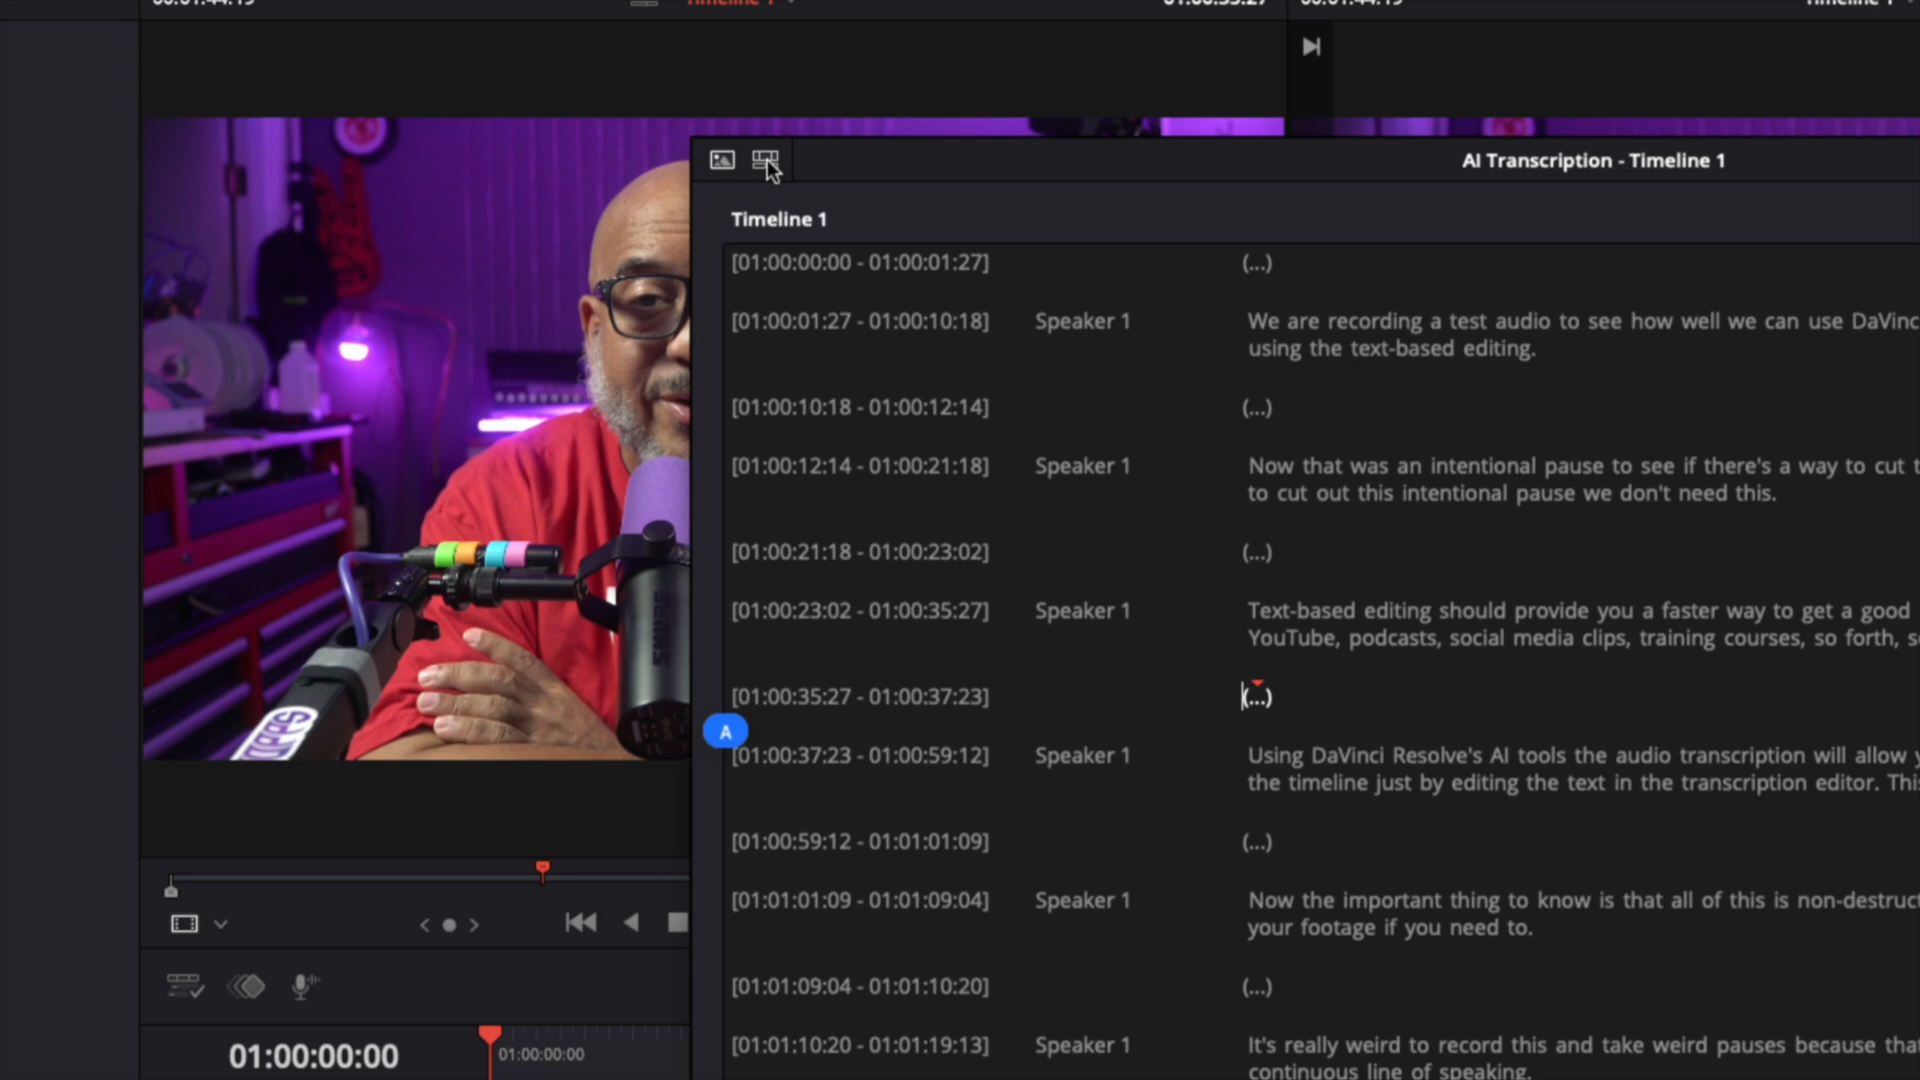 AI Transcription - Timeline 1
Timeline 1
[01:00:00:00 - 01:00:01:27] (...)
[01:00:01:27 - 01:00:10:18] Speaker 1 We are recording a test audio to see how well we can use
using the text-based editing.
[01:00:10:18 - 01:00:12:14] (...)
[01:00:12:14 - 01:00:21:18] Speaker 1 Now that was an intentional pause to see if there's a way to cut
to cut out this intentional pause we don't need this.
[01:00:21:18 - 01:00:23:02] (...)
[01:00:23:02 - 01:00:35:27] Speaker 1 Text-based editing should provide you a faster way to get a good
YouTube, podcasts, social media clips, training courses, so forth,
[01:00:35:27 - 01:00:37:23] (...)
A
[01:00:37:23 - 01:00:59:12] Speaker 1 Using DaVinci Resolve's AI tools the audio transcription will allow
the timeline just by editing the text in the transcription editor.
[01:00:59:12 - 01:01:01:09] (...)
[01:01:01:09 - 01:01:09:04] Speaker 1 Now the important thing to know is that all of this is
your footage if you need to.
[01:01:09:04 - 01:01:10:20] (...)
[01:01:10:20 - 01:01:19:13] Speaker 1 It's really weird to record this and take weird pauses because
continuous line of speaking.
01:00:00:00
01:00:00:00